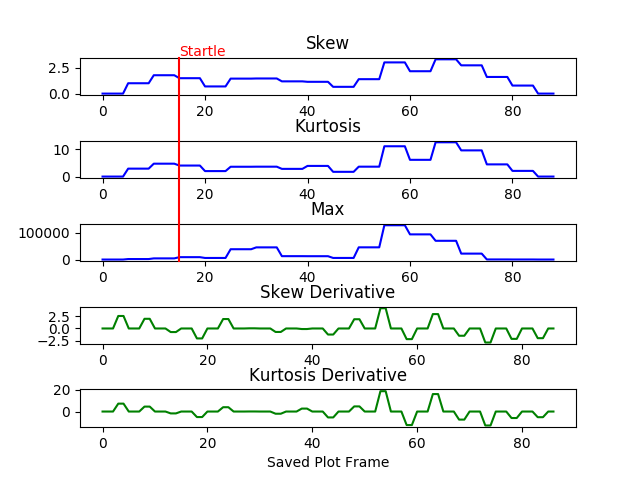 Startle
Skew
2.5
0.0
0 20 40 60 80
Kurtosis
10
0
0 20 40 60 80
Max
100000
0
0 20 40 60 80
Skew Derivative
2.5
0.0
−2.5
0 20 40 60 80
Kurtosis Derivative
20
0
0 20 40 60 80
Saved Plot Frame